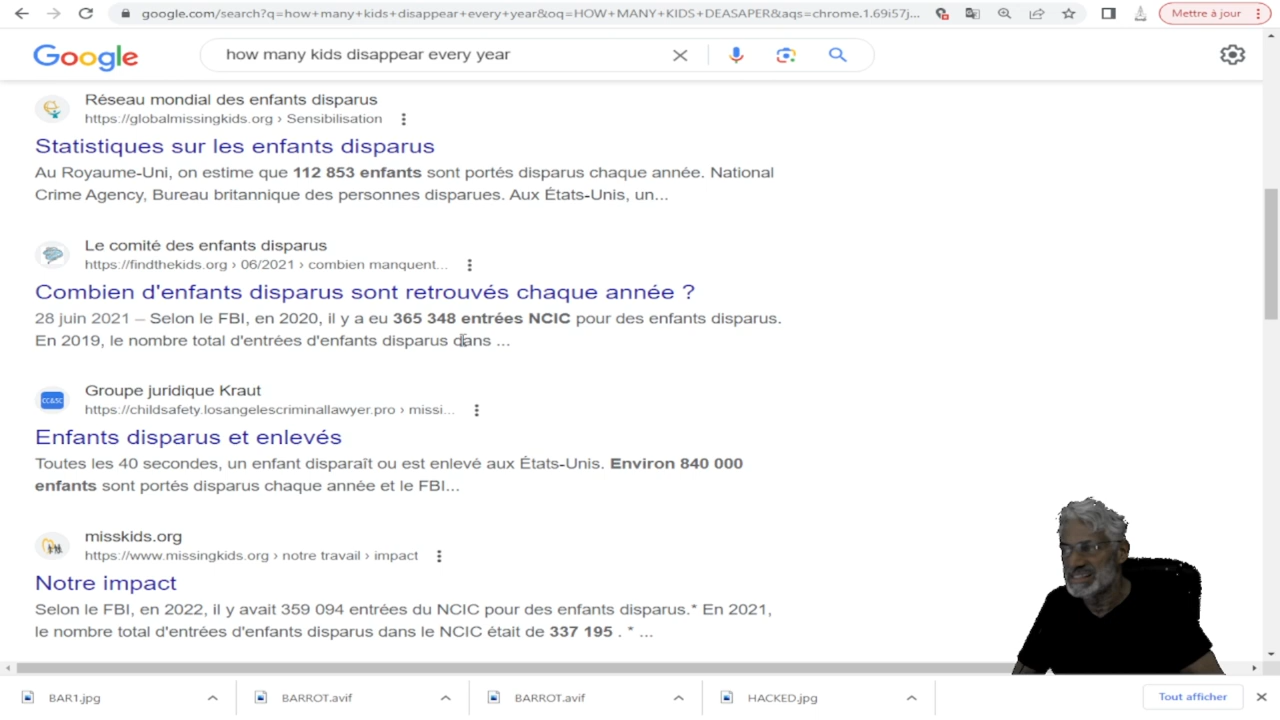 google.com/search?q=how+many+kids+disappear+every+year&oq=HOW+MANY+KIDS+DEASAPER&aqs=chrome.1.69i57j...
Mettre à jour
Google
how many kids disappear every year
Réseau mondial des enfants disparus
https://globalmissingkids.org › Sensibilisation
Statistiques sur les enfants disparus
Au Royaume-Uni, on estime que 112 853 enfants sont portés disparus chaque année. National
Crime Agency, Bureau britannique des personnes disparues. Aux États-Unis, un...
Le comité des enfants disparus
https://findthekids.org › 06/2021 › combien manquent...
Combien d'enfants disparus sont retrouvés chaque année ?
28 juin 2021 – Selon le FBI, en 2020, il y a eu 365 348 entrées NCIC pour des enfants disparus.
En 2019, le nombre total d'entrées d'enfants disparus dans ...
Groupe juridique Kraut
CC&SC
https://childsafety.losangelescriminallawyer.pro › missi...
Enfants disparus et enlevés
Toutes les 40 secondes, un enfant disparaît ou est enlevé aux États-Unis. Environ 840 000
enfants sont portés disparus chaque année et le FBI...
misskids.org
https://www.missingkids.org › notre travail › impact
Notre impact
Selon le FBI, en 2022, il y avait 359 094 entrées du NCIC pour des enfants disparus.* En 2021,
le nombre total d'entrées d'enfants disparus dans le NCIC était de 337 195 . * ...
BAR1.jpg
BARROT.avif
BARROT.avif
HACKED.jpg
Tout afficher